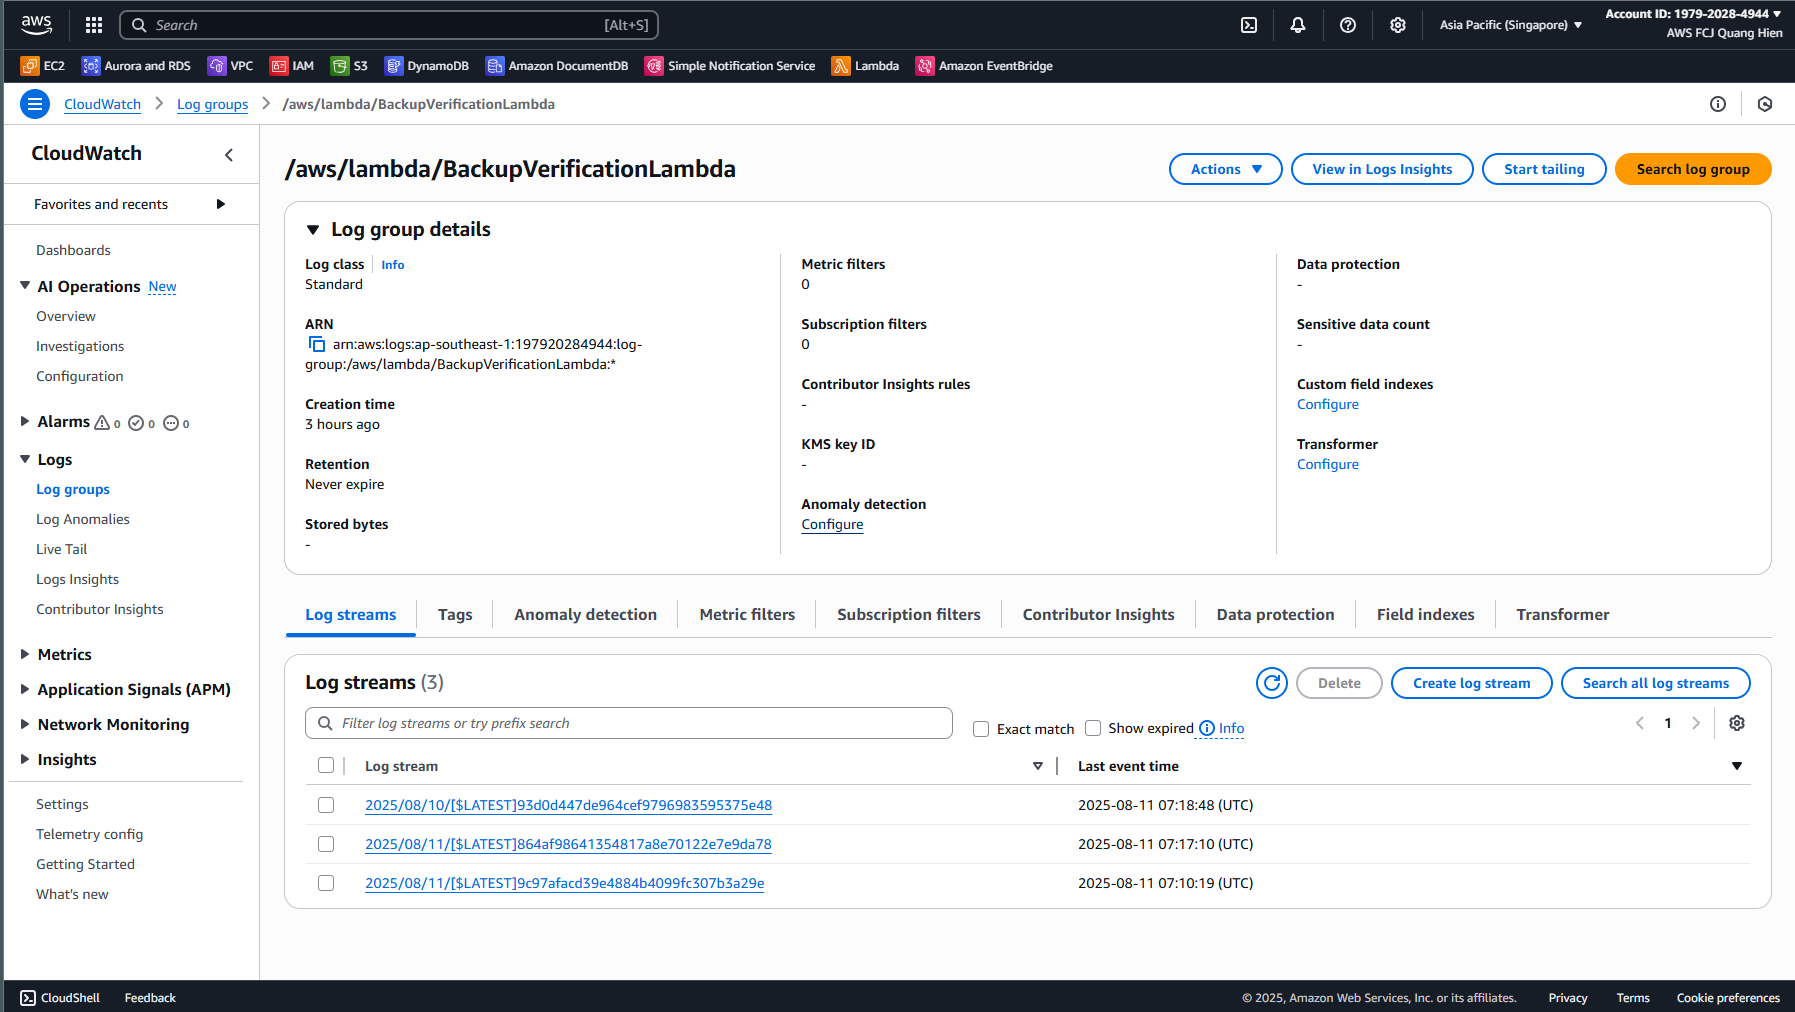 aws
Search [Alt+S]
Asia Pacific (Singapore)
Account ID: 1979-2028-4944
AWS FCJ Quang Hien
EC2 Aurora and RDS VPC IAM S3 DynamoDB Amazon DocumentDB Simple Notification Service Lambda Amazon EventBridge
CloudWatch Log groups /aws/lambda/BackupVerificationLambda
CloudWatch
Favorites and recents
Dashboards
AI Operations New
Overview
Investigations
Configuration
Alarms 0 0 0
Logs
Log groups
Log Anomalies
Live Tail
Logs Insights
Contributor Insights
Metrics
Application Signals (APM)
Network Monitoring
Insights
Settings
Telemetry config
Getting Started
What's new
/aws/lambda/BackupVerificationLambda
Actions View in Logs Insights Start tailing Search log group
Log group details
Log class Info
Standard
ARN
arn:aws:logs:ap-southeast-1:197920284944:log-
group:/aws/lambda/BackupVerificationLambda:*
Creation time
3 hours ago
Retention
Never expire
Stored bytes
-
Metric filters
0
Subscription filters
0
Contributor Insights rules
-
KMS key ID
-
Anomaly detection
Configure
Data protection
-
Sensitive data count
-
Custom field indexes
Configure
Transformer
Configure
Log streams Tags Anomaly detection Metric filters Subscription filters Contributor Insights Data protection Field indexes Transformer
Log streams (3)
Delete Create log stream Search all log streams
Filter log streams or try prefix search Exact match Show expired Info 1
Log stream Last event time
2025/08/10/[$LATEST]93d0d447de964cef9796983595375e48 2025-08-11 07:18:48 (UTC)
2025/08/11/[$LATEST]864af98641354817a8e70122e7e9da78 2025-08-11 07:17:10 (UTC)
2025/08/11/[$LATEST]9c97afacd39e4884b4099fc307b3a29e 2025-08-11 07:10:19 (UTC)
CloudShell Feedback © 2025, Amazon Web Services, Inc. or its affiliates. Privacy Terms Cookie preferences